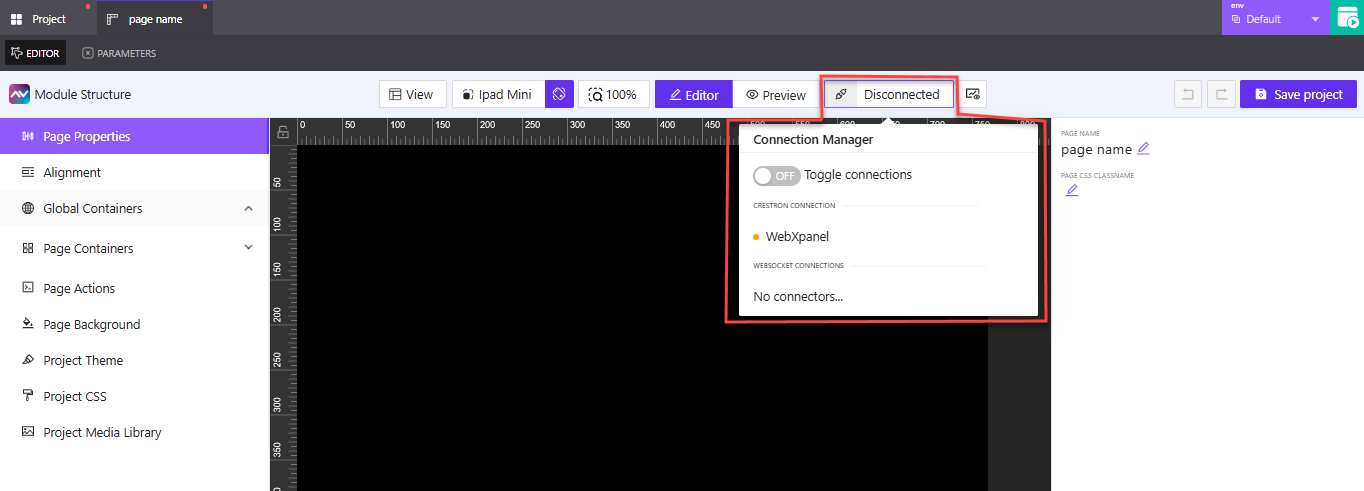 Project
page name
env
Default
EDITOR
PARAMETERS
Module Structure
View
Ipad Mini
100%
Editor
Preview
Disconnected
Save project
Page Properties
Alignment
Global Containers
Page Containers
Page Actions
Page Background
Project Theme
Project CSS
Project Media Library
0 50 100 150 200 250 300 350 400 450
50
100
150
200
250
300
350
Connection Manager
OFF Toggle connections
CRESTRON CONNECTION
WebXpanel
WEBSOCKET CONNECTIONS
No connectors...
PAGE NAME
page name
PAGE CSS CLASSNAME